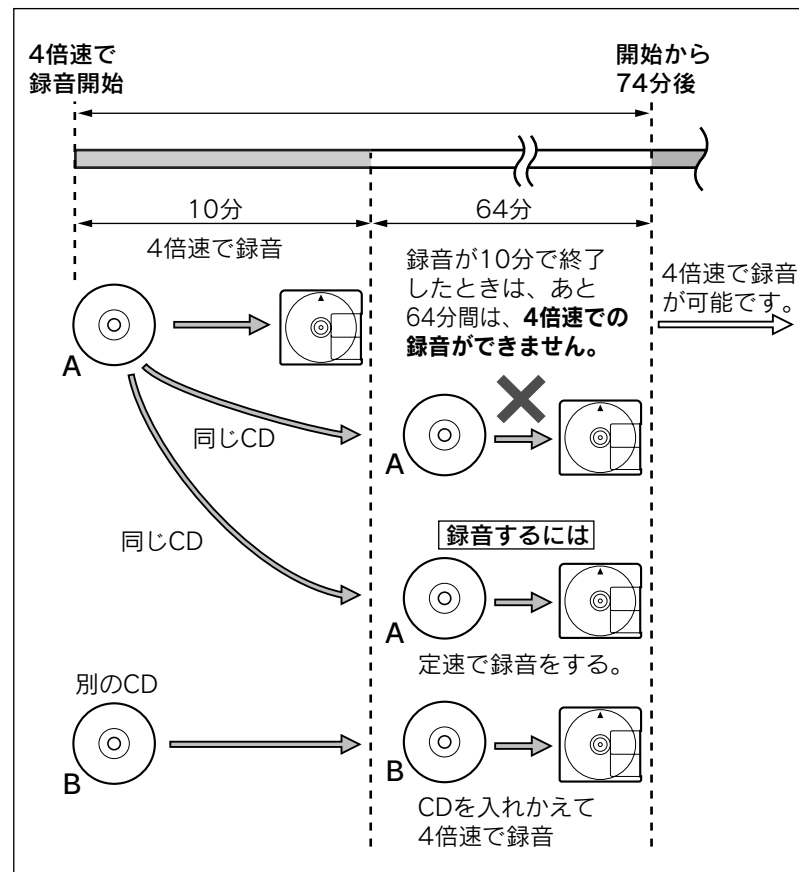 4倍速で
録音開始
開始から
74分後
10分
64分
4倍速で録音
録音が10分で終了
したときは、あと
64分間は、4倍速での
録音ができません。
4倍速で録音
が可能です。
A
同じCD
A
同じCD
録音するには
A
定速で録音をする。
別のCD
B
B
CDを入れかえて
4倍速で録音